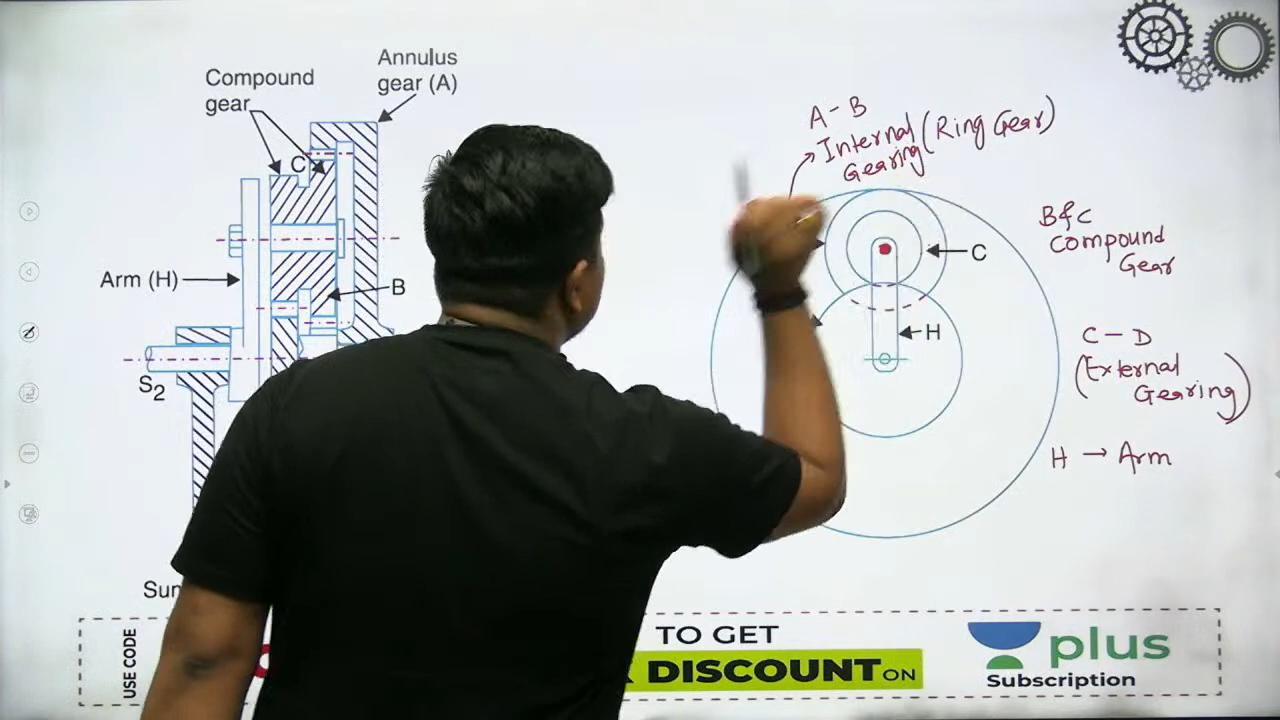 Annulus
gear (A)
Compound
gear
C
Arm (H)
B
S2
A - B
Internal (Ring Gear)
Gearing
B & C
Compound
Gear
C
H
C - D
(External
Gearing)
H → Arm
USE CODE
TO GET
DISCOUNT ON
plus
Subscription